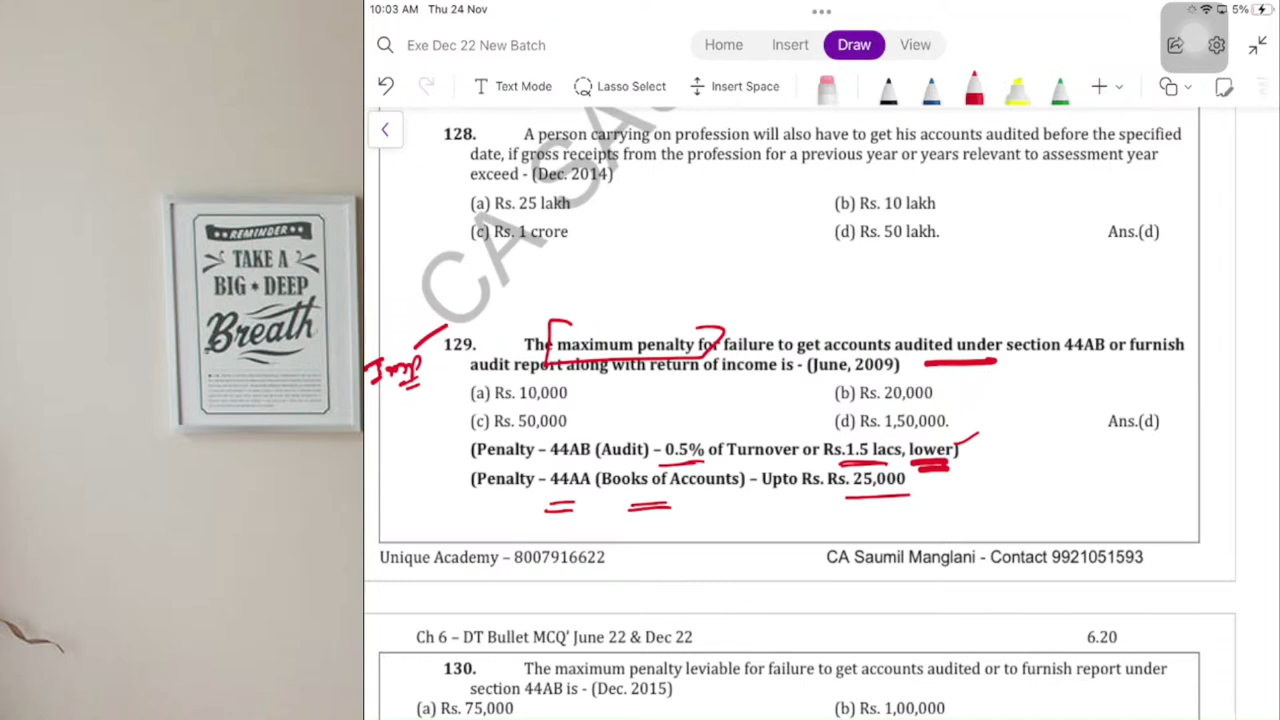 10:03 AM Thu 24 Nov
5%
Exe Dec 22 New Batch
Home Insert Draw View
Text Mode Lasso Select Insert Space
128. A person carrying on profession will also have to get his accounts audited before the specified
date, if gross receipts from the profession for a previous year or years relevant to assessment year
exceed - (Dec. 2014)
(a) Rs. 25 lakh (b) Rs. 10 lakh
(c) Rs. 1 crore (d) Rs. 50 lakh. Ans.(d)
CA SAUM
Imp
129. The maximum penalty for failure to get accounts audited under section 44AB or furnish
audit report along with return of income is - (June, 2009)
(a) Rs. 10,000 (b) Rs. 20,000
(c) Rs. 50,000 (d) Rs. 1,50,000. Ans.(d)
(Penalty – 44AB (Audit) – 0.5% of Turnover or Rs.1.5 lacs, lower)
(Penalty – 44AA (Books of Accounts) – Upto Rs. Rs. 25,000
Unique Academy – 8007916622 CA Saumil Manglani - Contact 9921051593
Ch 6 – DT Bullet MCQ' June 22 & Dec 22 6.20
130. The maximum penalty leviable for failure to get accounts audited or to furnish report under
section 44AB is - (Dec. 2015)
(a) Rs. 75,000 (b) Rs. 1,00,000
REMINDER
TAKE A
BIG DEEP
Breath